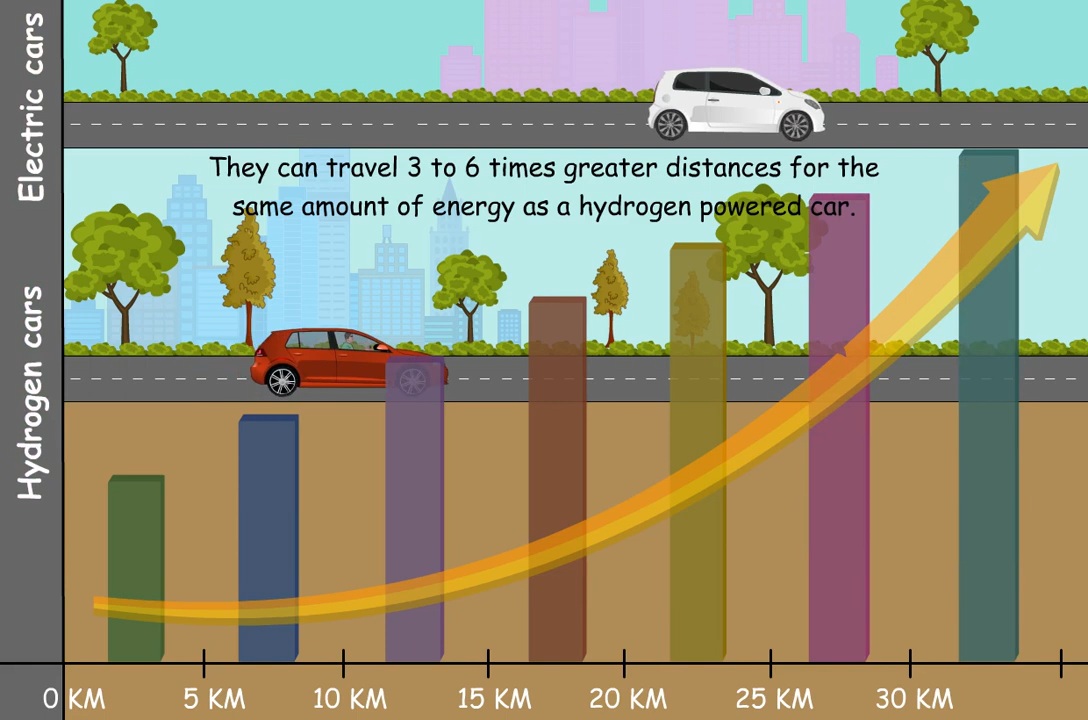 Electric cars
They can travel 3 to 6 times greater distances for the
same amount of energy as a hydrogen powered car.
Hydrogen cars
0 KM
5 KM
10 KM
15 KM
20 KM
25 KM
30 KM